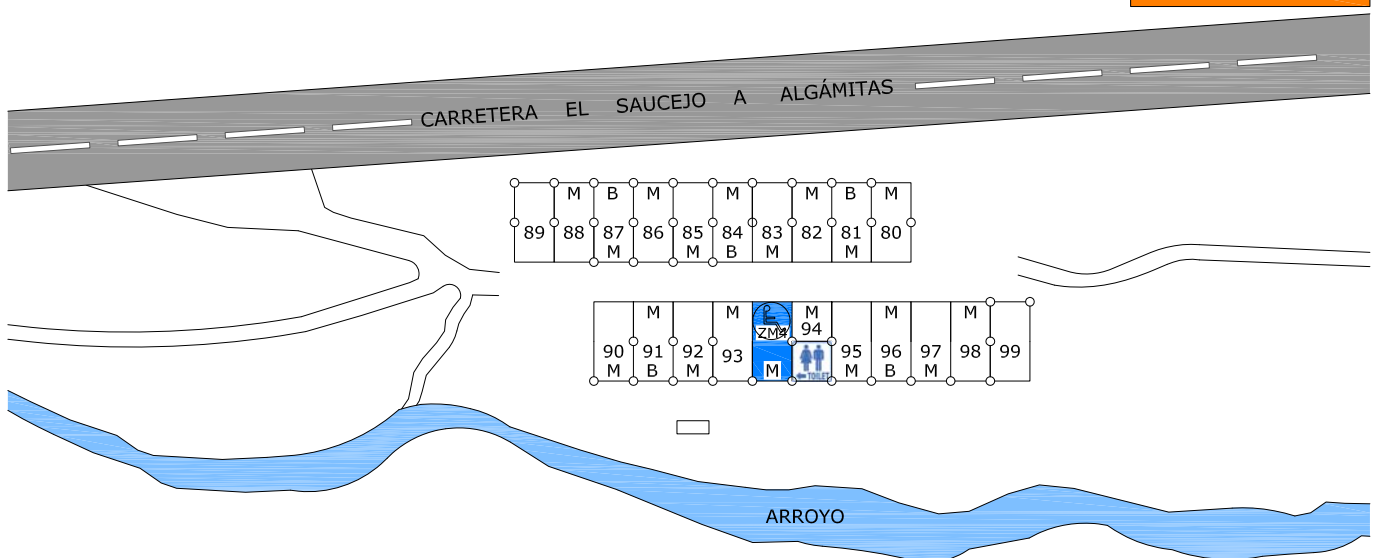 CARRETERA EL SAUCEJO A ALGÁMITAS
M B M M M B M
89 88 87 86 85 84 83 82 81 80
M M B M M
M M M M M
ZM4 94
90 91 92 93 95 96 97 98 99
M B M M M B M
← TOILET
ARROYO